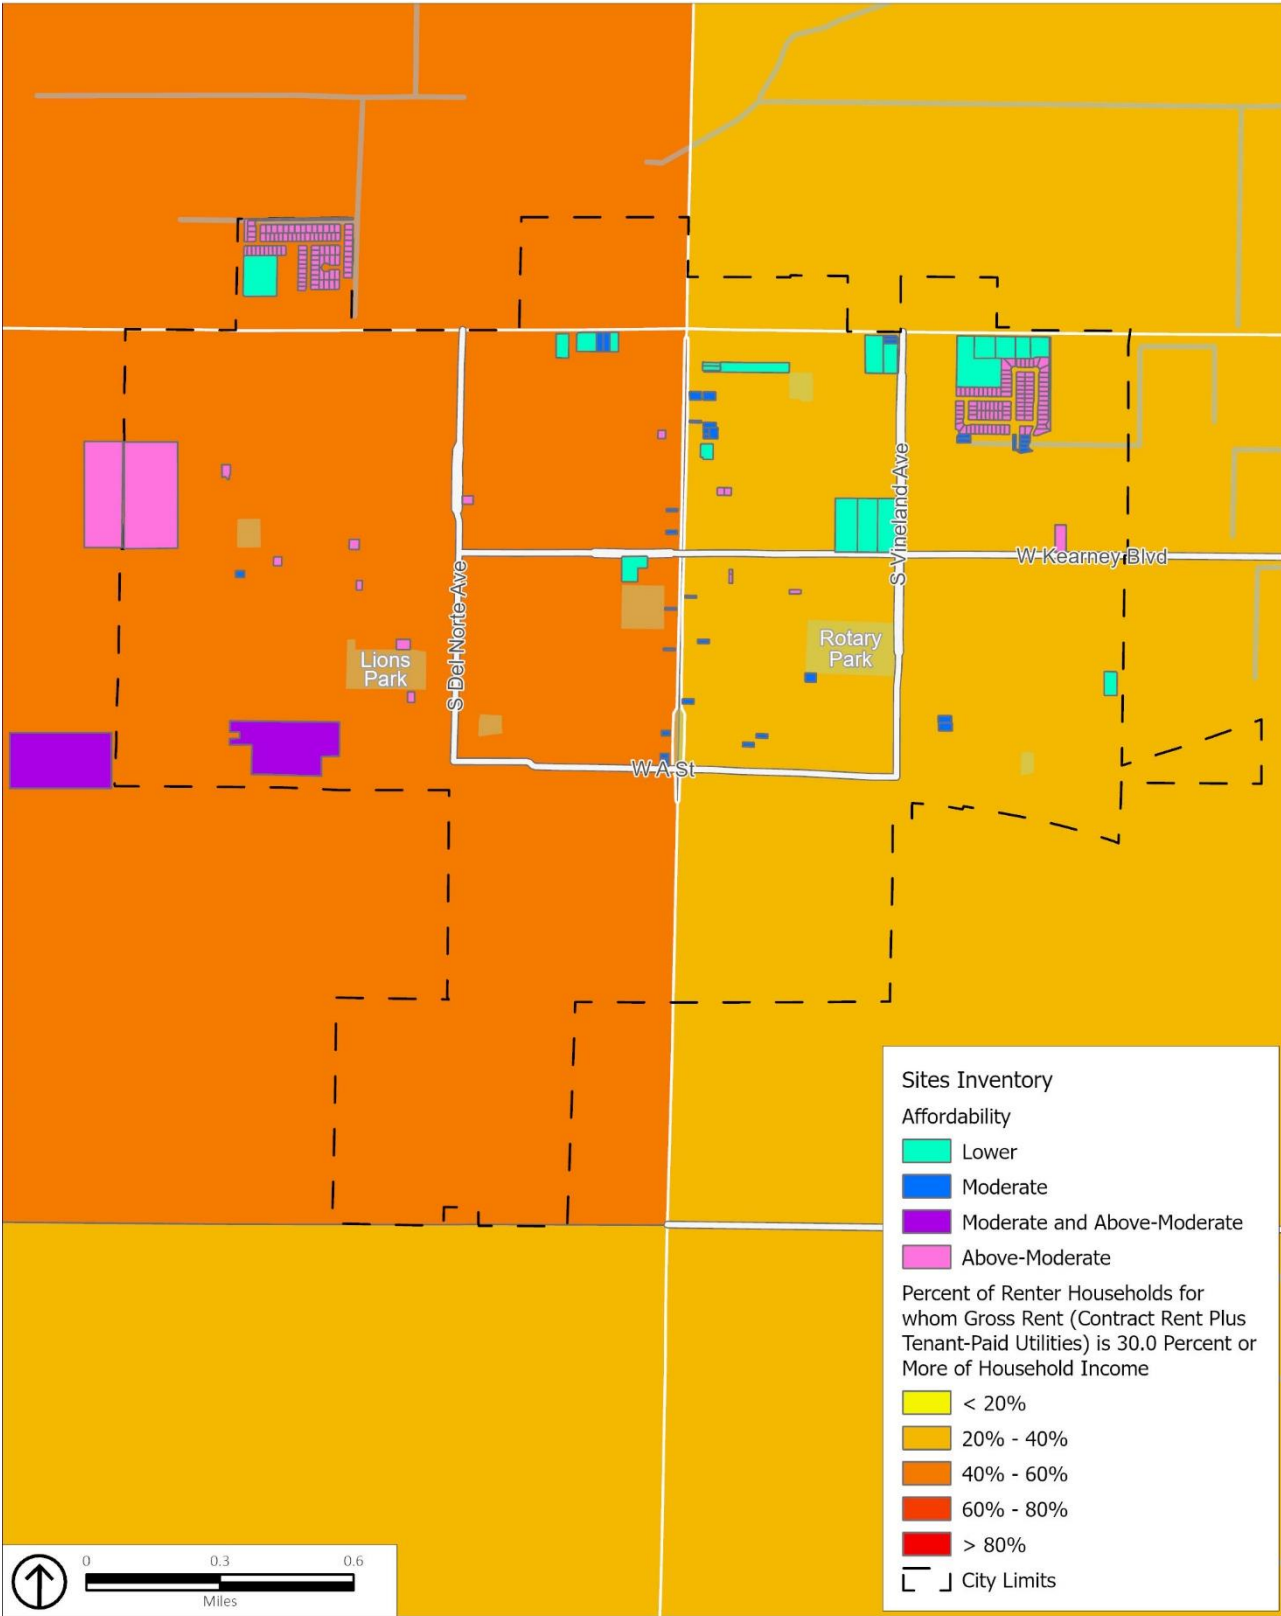 S Vineland Ave
W Kearney Blvd
S Del Norte Ave
Rotary
Park
Lions
Park
W A St
Sites Inventory
Affordability
Lower
Moderate
Moderate and Above-Moderate
Above-Moderate
Percent of Renter Households for
whom Gross Rent (Contract Rent Plus
Tenant-Paid Utilities) is 30.0 Percent or
More of Household Income
< 20%
20% - 40%
40% - 60%
60% - 80%
> 80%
City Limits
0 0.3 0.6
Miles